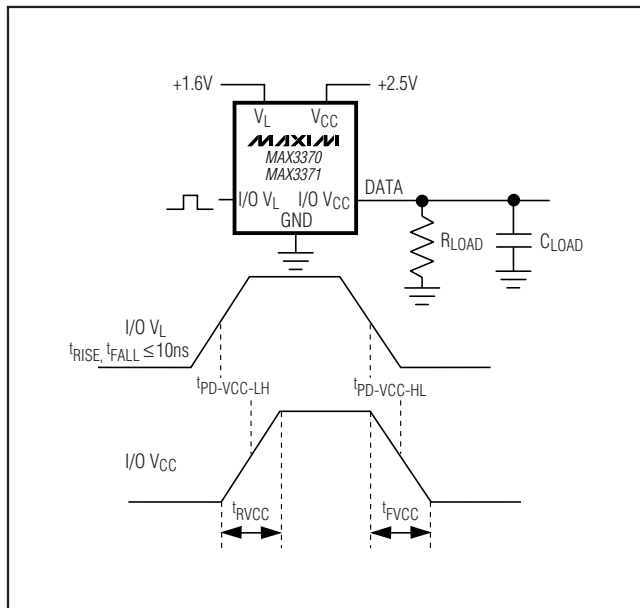 +1.6V +2.5V
VL VCC
MAXIM
MAX3370
MAX3371
I/O VL I/O VCC DATA
GND
RLOAD CLOAD
I/O VL
tRISE, tFALL ≤ 10ns
tPD-VCC-LH tPD-VCC-HL
I/O VCC
tRVCC tFVCC